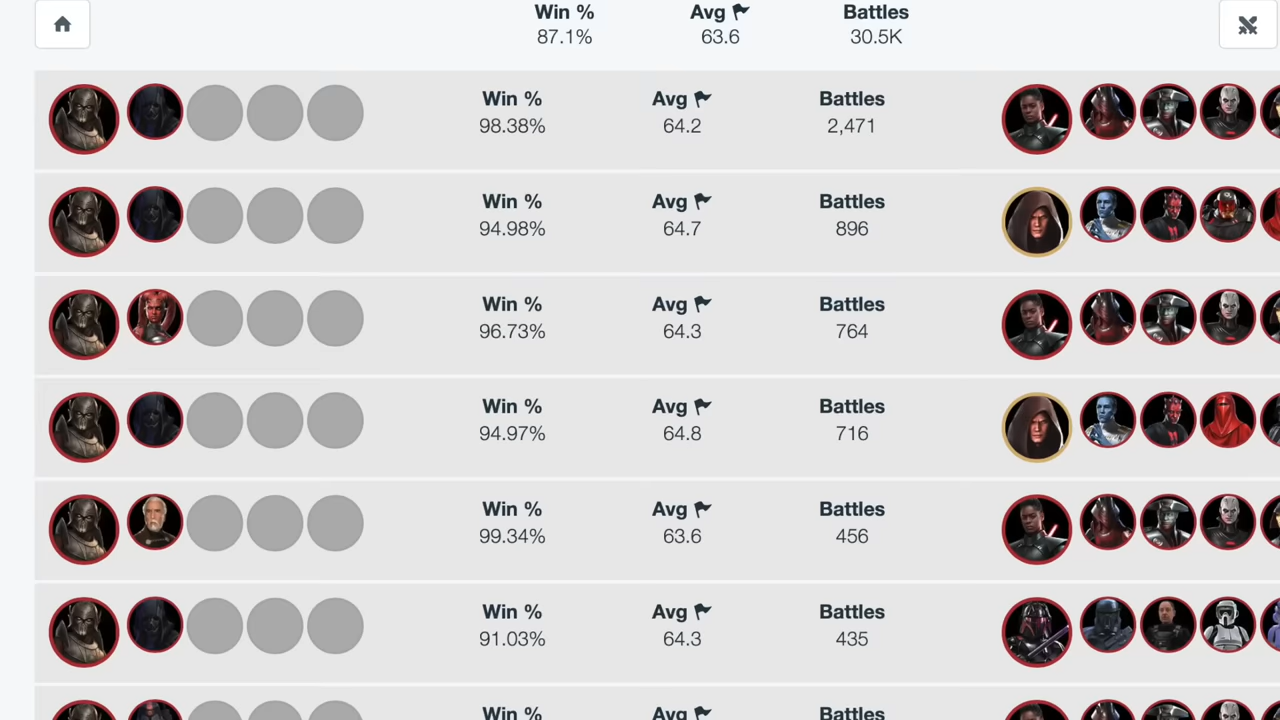 Win % Avg Battles
87.1% 63.6 30.5K
Win % Avg Battles
98.38% 64.2 2,471
Win % Avg Battles
94.98% 64.7 896
Win % Avg Battles
96.73% 64.3 764
Win % Avg Battles
94.97% 64.8 716
Win % Avg Battles
99.34% 63.6 456
Win % Avg Battles
91.03% 64.3 435
Win % Avg Battles